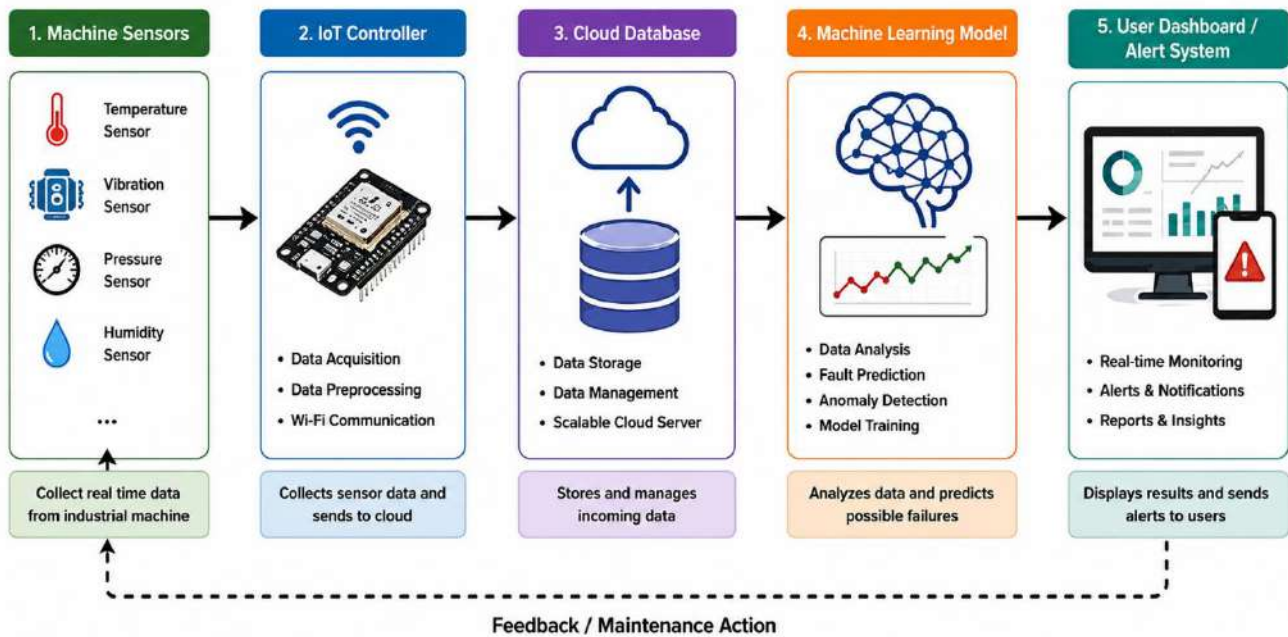 1. Machine Sensors
Temperature
Sensor
Vibration
Sensor
Pressure
Sensor
Humidity
Sensor
...
Collect real time data
from industrial machine
2. IoT Controller
• Data Acquisition
• Data Preprocessing
• Wi-Fi Communication
Collects sensor data and
sends to cloud
3. Cloud Database
• Data Storage
• Data Management
• Scalable Cloud Server
Stores and manages
incoming data
4. Machine Learning Model
• Data Analysis
• Fault Prediction
• Anomaly Detection
• Model Training
Analyzes data and predicts
possible failures
5. User Dashboard /
Alert System
• Real-time Monitoring
• Alerts & Notifications
• Reports & Insights
Displays results and sends
alerts to users
Feedback / Maintenance Action